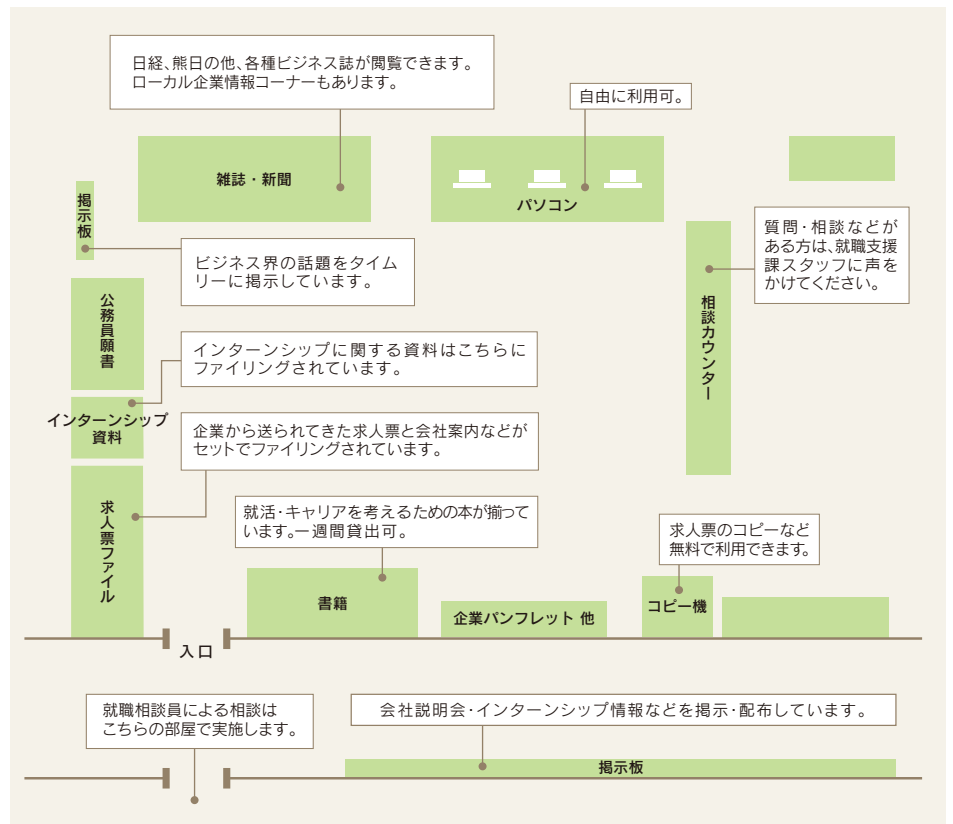 日経、熊日の他、各種ビジネス誌が閲覧できます。
ローカル企業情報コーナーもあります。
自由に利用可。
雑誌・新聞
パソコン
掲示板
質問・相談などが
ある方は、就職支援
課スタッフに声を
かけてください。
ビジネス界の話題をタイム
リーに掲示しています。
公務員願書
相談カウンター
インターンシップに関する資料はこちらに
ファイリングされています。
インターンシップ
資料
企業から送られてきた求人票と会社案内などが
セットでファイリングされています。
求人票ファイル
就活・キャリアを考えるための本が揃って
います。一週間貸出可。
求人票のコピーなど
無料で利用できます。
書籍
企業パンフレット 他
コピー機
入口
就職相談員による相談は
こちらの部屋で実施します。
会社説明会・インターンシップ情報などを掲示・配布しています。
掲示板